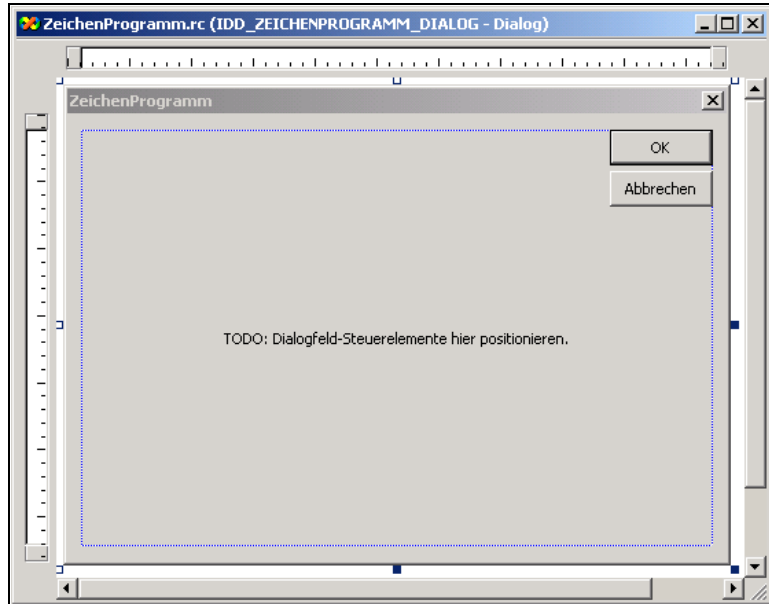 ZeichenProgramm.rc (IDD_ZEICHENPROGRAMM_DIALOG - Dialog)
ZeichenProgramm
OK
Abbrechen
TODO: Dialogfeld-Steuerelemente hier positionieren.